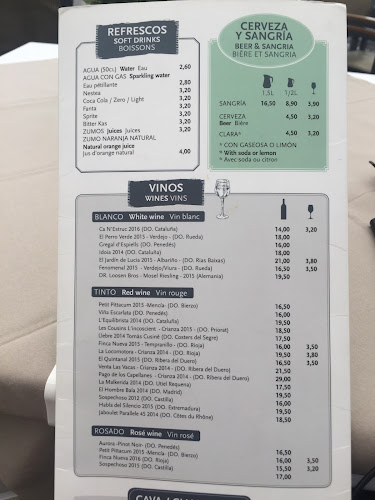 REFRESCOS
SOFT DRINKS
BOISSONS
AGUA (50cl.) Water Eau 2,60
AGUA CON GAS Sparkling water
Eau pétillante 2,80
Nestea 3,20
Coca Cola / Zero / Light 3,20
Fanta 3,20
Sprite 3,20
Bitter Kas 3,20
ZUMOS Juices Juices 3,20
ZUMO NARANJA NATURAL
Natural orange juice
Jus d'orange natural 4,00
CERVEZA
Y SANGRÍA
BEER & SANGRIA
BIÈRE ET SANGRIA
1,5L 1/2L
SANGRÍA 16,50 8,90 3,90
CERVEZA 4,50 3,20
Beer Bière
CLARA* 4,50 3,20
* CON GASEOSA O LIMÓN
* With soda or lemon
* Avec soda ou citron
VINOS
WINES VINS
BLANCO White wine Vin blanc
Ca N'Estruc 2016 (DO. Cataluña) 14,00 3,20
El Perro Verde 2015 - Verdejo - (DO. Rueda) 18,00
Gregal d'Espiells (DO. Penedés) 16,00
Idoia 2014 (DO. Cataluña) 18,00
El Jardín de Lucía 2015 - Albariño - (DO. Rias Baixas) 21,00 3,80
Fenomenal 2015 - Verdejo/Viura - (DO. Rueda) 16,50 3,50
DR. Loosen Bros - Mosel Riesling - 2015 (Alemania) 19,50
TINTO Red wine Vin rouge
Petit Pittacum 2015 -Mencía- (DO. Bierzo) 16,50
Viña Escarlata (DO. Penedés) 16,00
L'Equilibrista 2014 (DO. Cataluña) 19,50
Les Cousins L'inconscient - Crianza 2015 - (DO. Priorat) 18,50
Llebre 2014 Tomàs Cusiné (DO. Costers del Segre) 17,50
Finca Nueva 2015 - Tempranillo - (DO. Rioja) 16,00 3,50
La Locomotora - Crianza 2014 - (DO. Rioja) 19,50 3,80
El Quintanal 2015 (DO. Ribera del Duero) 16,50 3,50
Venta Las Vacas - Crianza 2014 - (DO. Ribera del Duero) 21,50
Pago de los Capellanes - Crianza 2014 - (DO. Ribera del Duero) 29,00
La Malkerida 2014 (DO. Utiel Requena) 17,50
El Hombre Bala 2014 (DO. Madrid) 19,50
Sospechoso 2012 (DO. Castilla) 16,00
Habla del Silencio 2015 (DO. Extremadura) 19,50
Jaboulet Parallele 45 2014 (DO. Côtes du Rhône) 18,50
ROSADO Rosé wine Vin rosé
Aurora -Pinot Noir- (DO. Penedés)
Petit Pittacum 2015 -Mencía- (DO. Bierzo) 16,50
Finca Nueva 2016 (DO. Rioja) 16,00 3,50
Sospechoso 2015 (DO. Castilla) 15,50 3,20
17,00